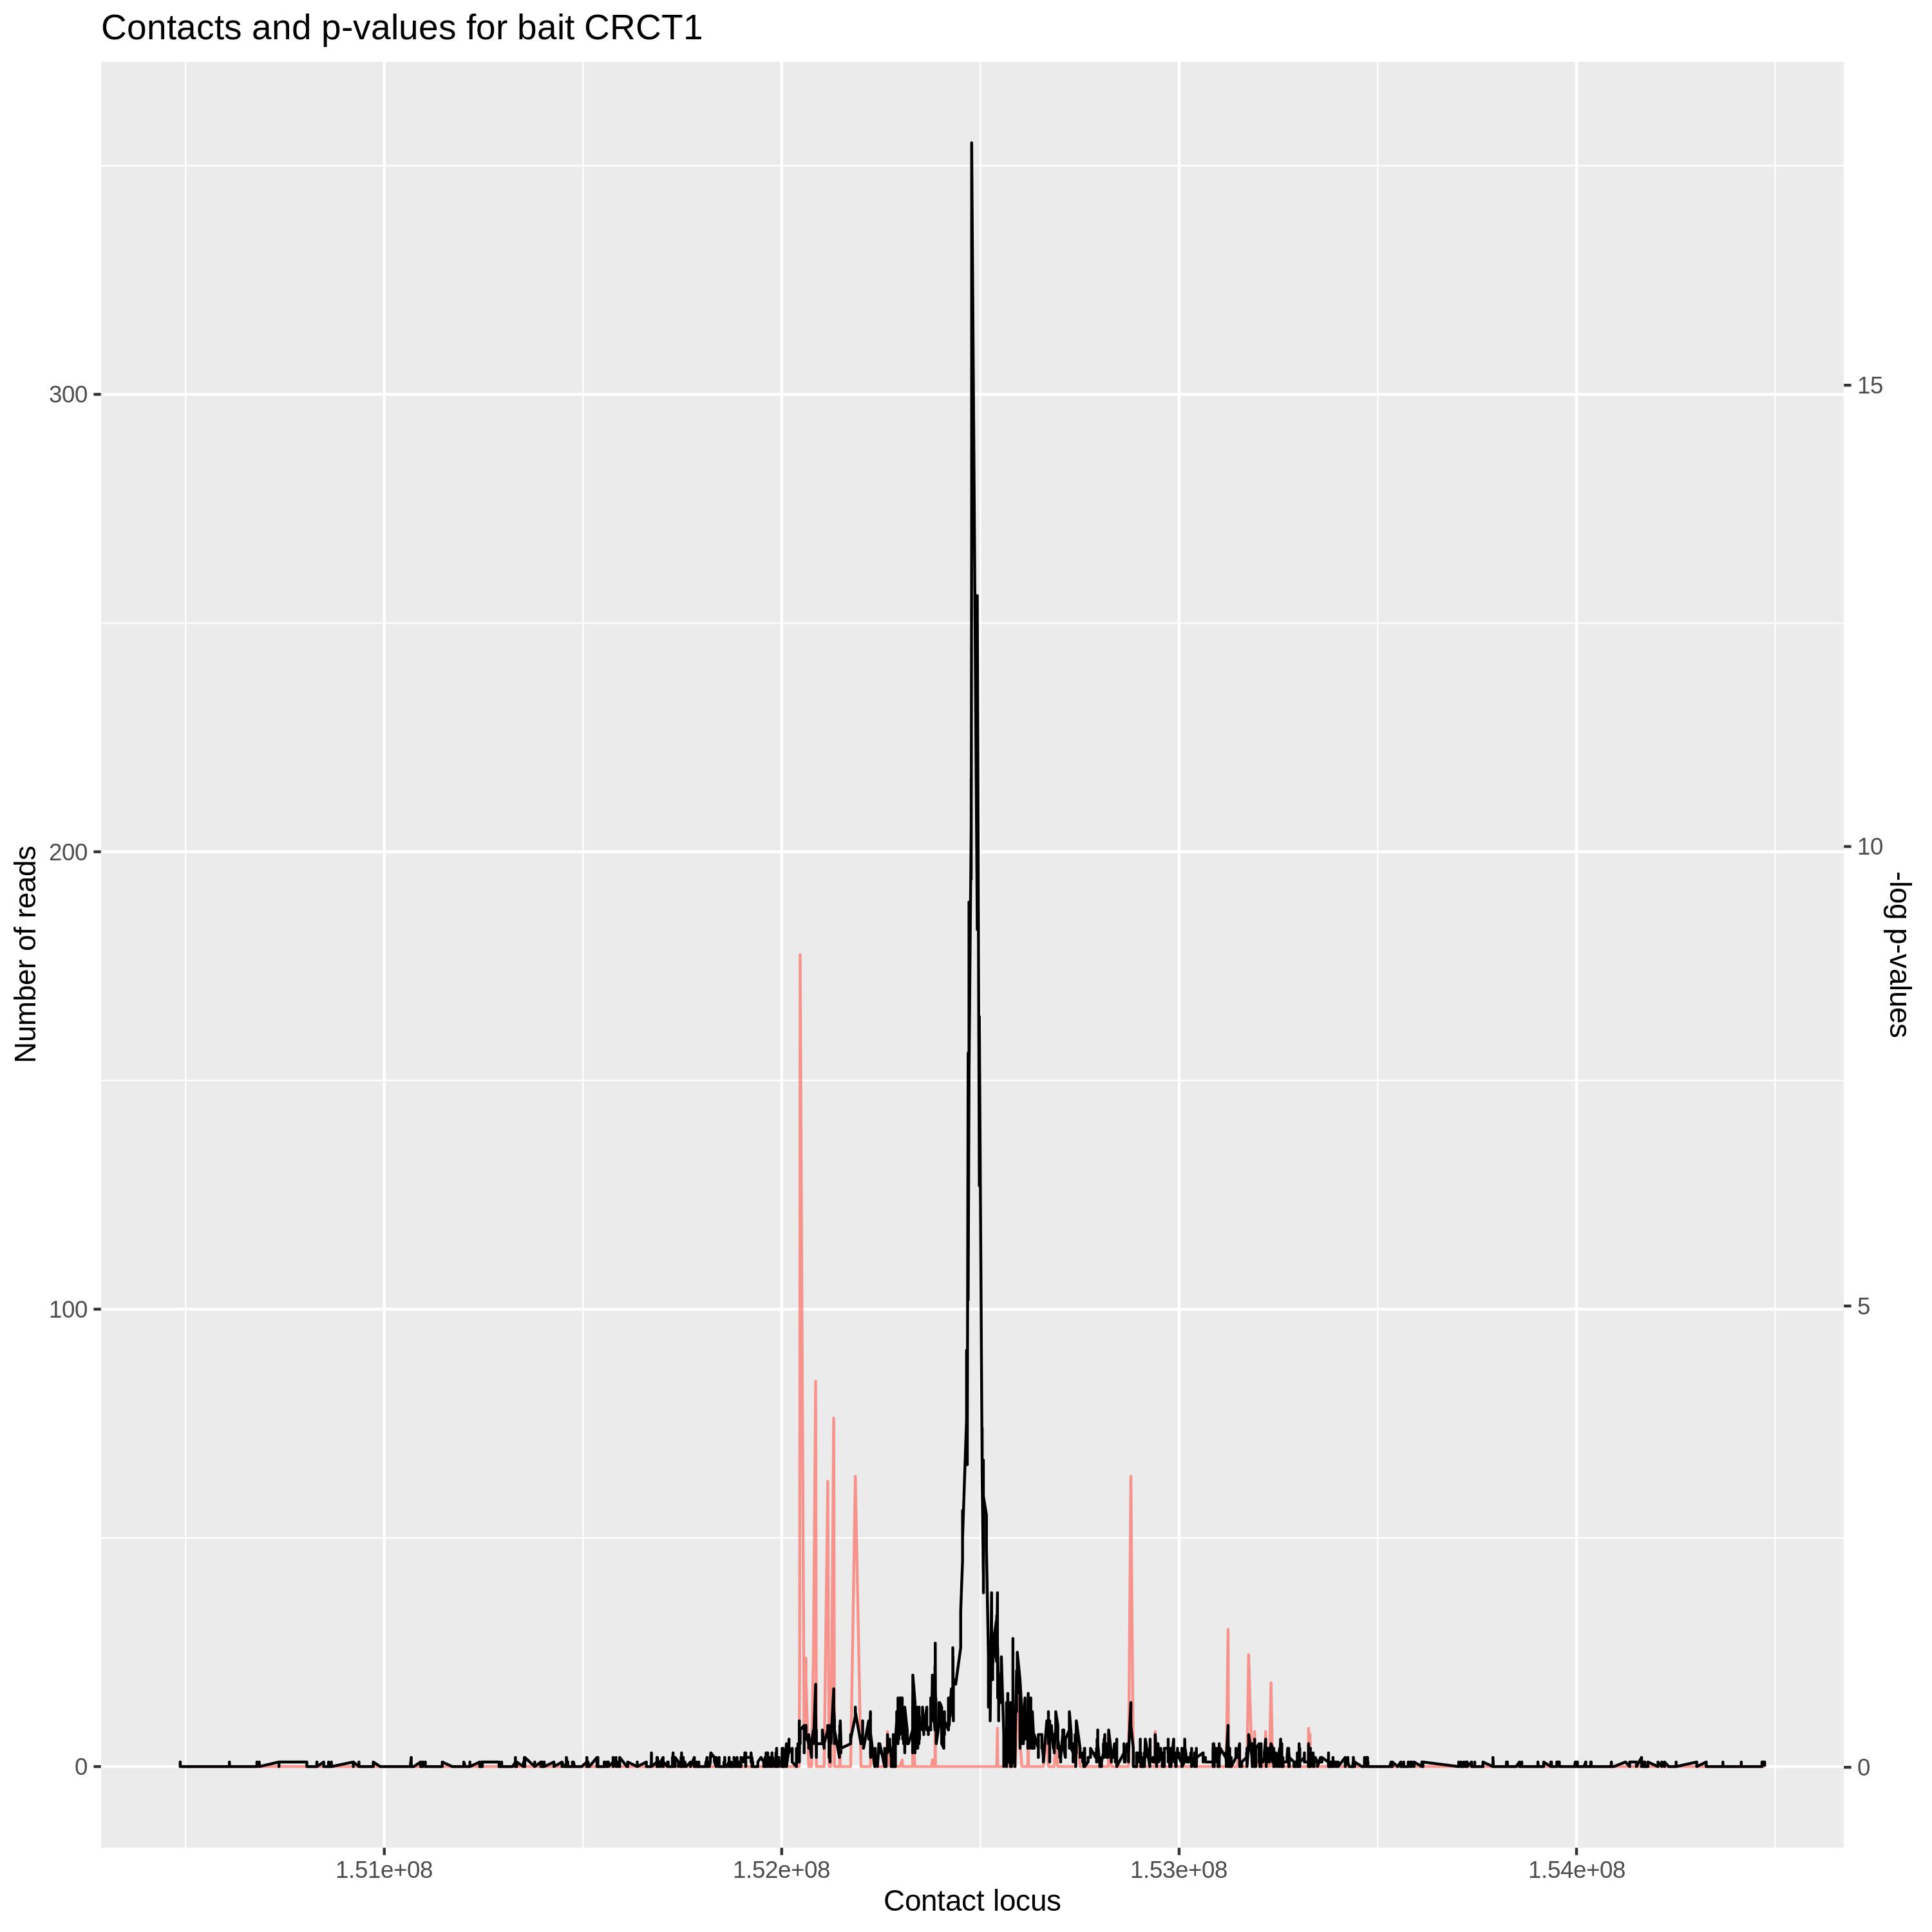 Contacts and p-values for bait CRCT1
300
200
100
0
Number of reads
15
10
5
0
-log p-values
1.51e+08
1.52e+08
1.53e+08
1.54e+08
Contact locus